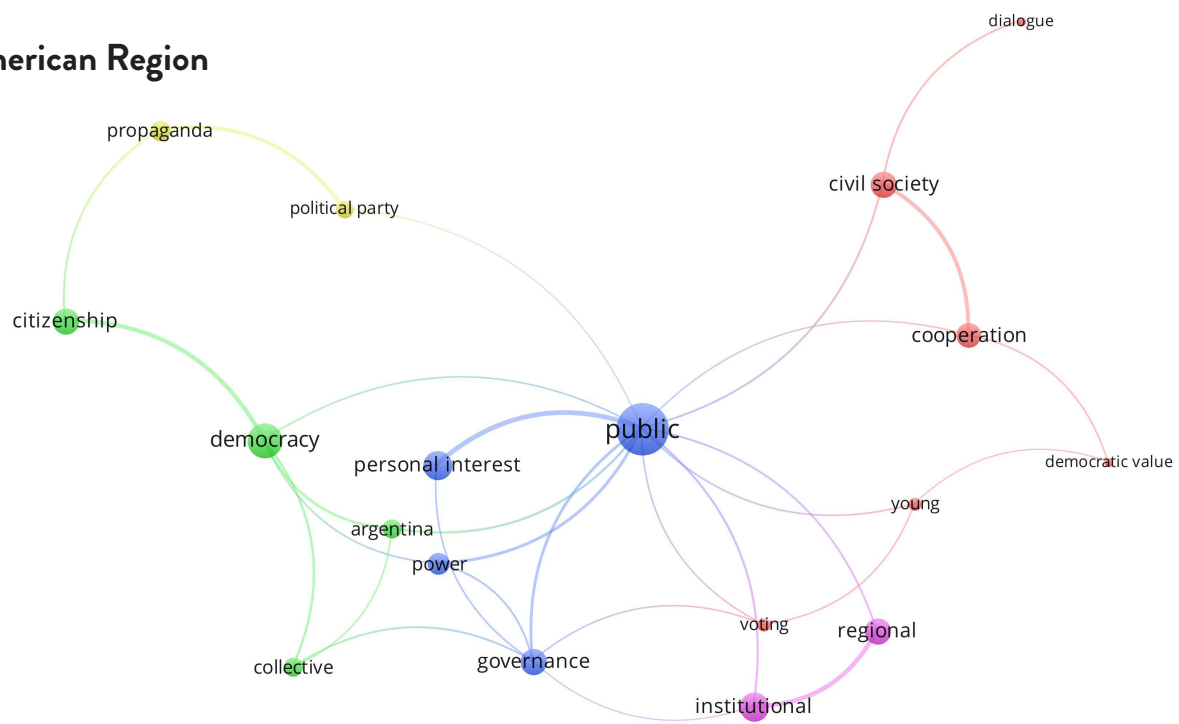 dialogue
American Region
propaganda
civil society
political party
citizenship
cooperation
public
democracy
personal interest
democratic value
young
argentina
power
voting
regional
governance
collective
institutional